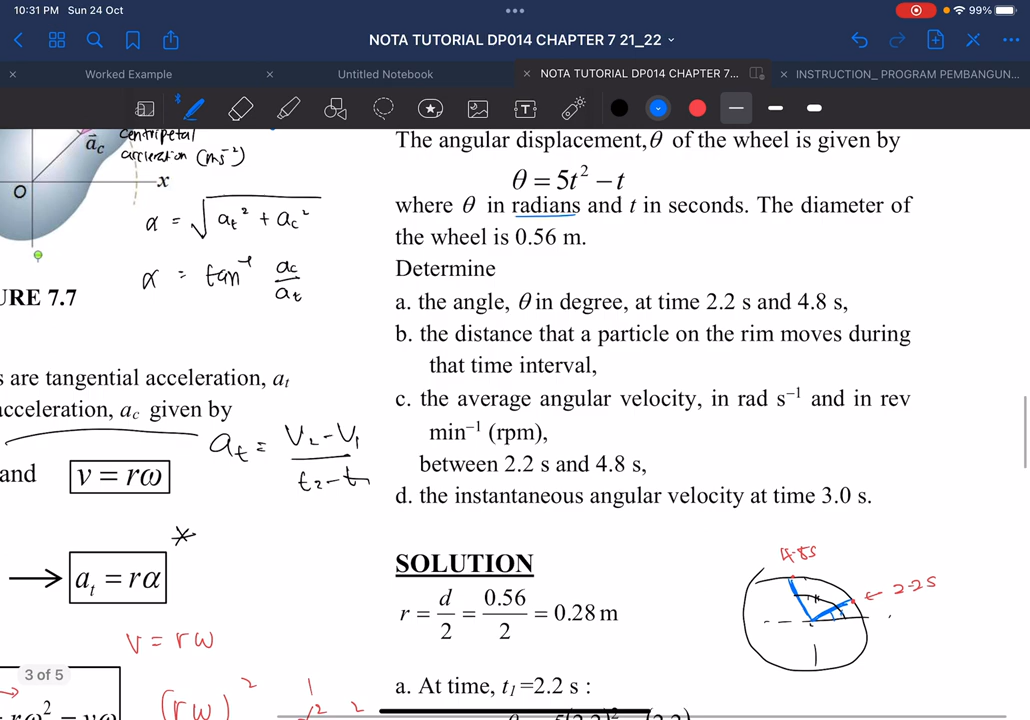 10:31 PM Sun 24 Oct
99%
NOTA TUTORIAL DP014 CHAPTER 7 21_22
Worked Example
Untitled Notebook
NOTA TUTORIAL DP014 CHAPTER 7...
INSTRUCTION_ PROGRAM PEMBANGUN...
centripetal
acceleration (ms⁻²)
a⃗c
O
x
α = √(at² + ac²)
α = tan⁻¹ ac/at
URE 7.7
s are tangential acceleration, at
acceleration, ac given by
at = (v₂ - v₁)/(t₂ - t₁)
and v = rω
*
→ at = rα
v = rω
3 of 5
(rω)²
The angular displacement, θ of the wheel is given by
θ = 5t² − t
where θ in radians and t in seconds. The diameter of
the wheel is 0.56 m.
Determine
a. the angle, θ in degree, at time 2.2 s and 4.8 s,
b. the distance that a particle on the rim moves during
that time interval,
c. the average angular velocity, in rad s⁻¹ and in rev
min⁻¹ (rpm),
between 2.2 s and 4.8 s,
d. the instantaneous angular velocity at time 3.0 s.
SOLUTION
r = d/2 = 0.56/2 = 0.28 m
4.8s
← 2.2s
a. At time, t₁ =2.2 s :